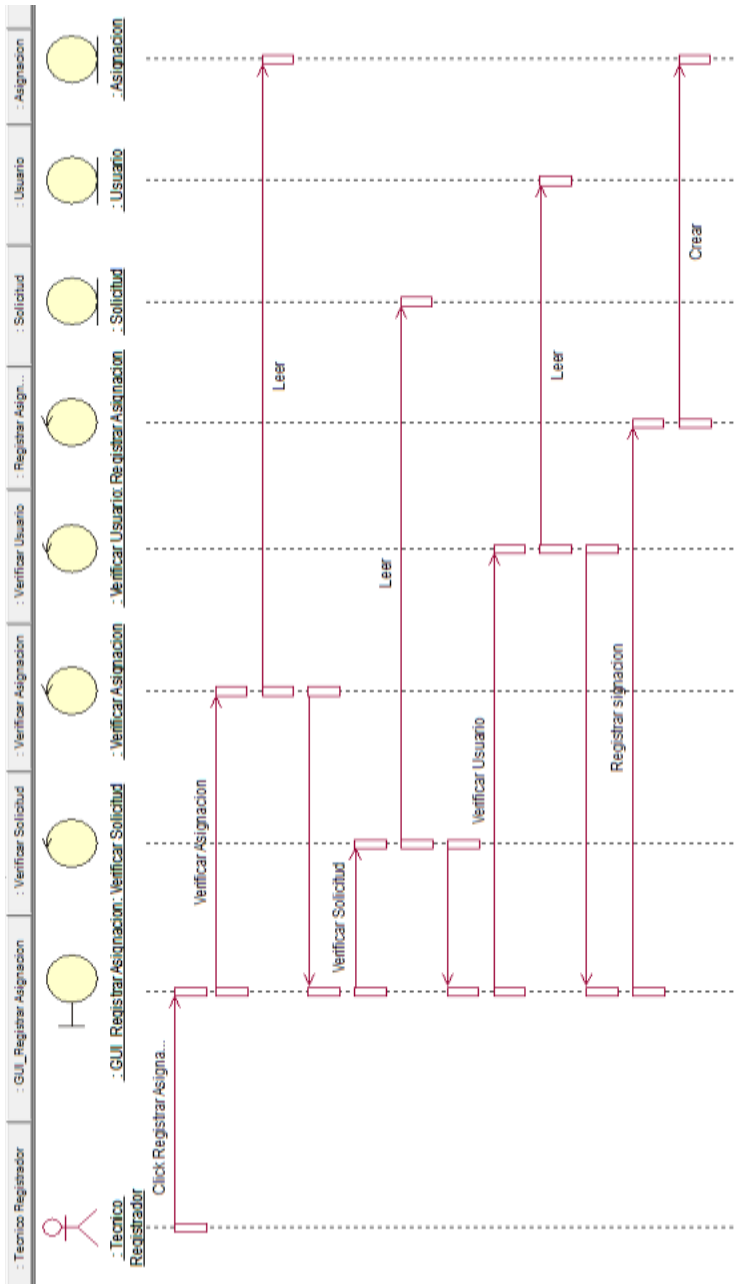 : Tecnico Registrador
: GUI_Registrar Asignacion
: Verificar Solicitud
: Verificar Asignacion
: Verificar Usuario
: Registrar Asign...
: Solicitud
: Usuario
: Asignacion
: Tecnico
Registrador
: GUI_Registrar Asignacion
: Verificar Solicitud
: Verificar Asignacion
: Verificar Usuario
: Registrar Asignacion
: Solicitud
: Usuario
: Asignacion
Click Registrar Asigna...
Verificar Asignacion
Leer
Verificar Solicitud
Leer
Verificar Usuario
Leer
Registrar signacion
Crear